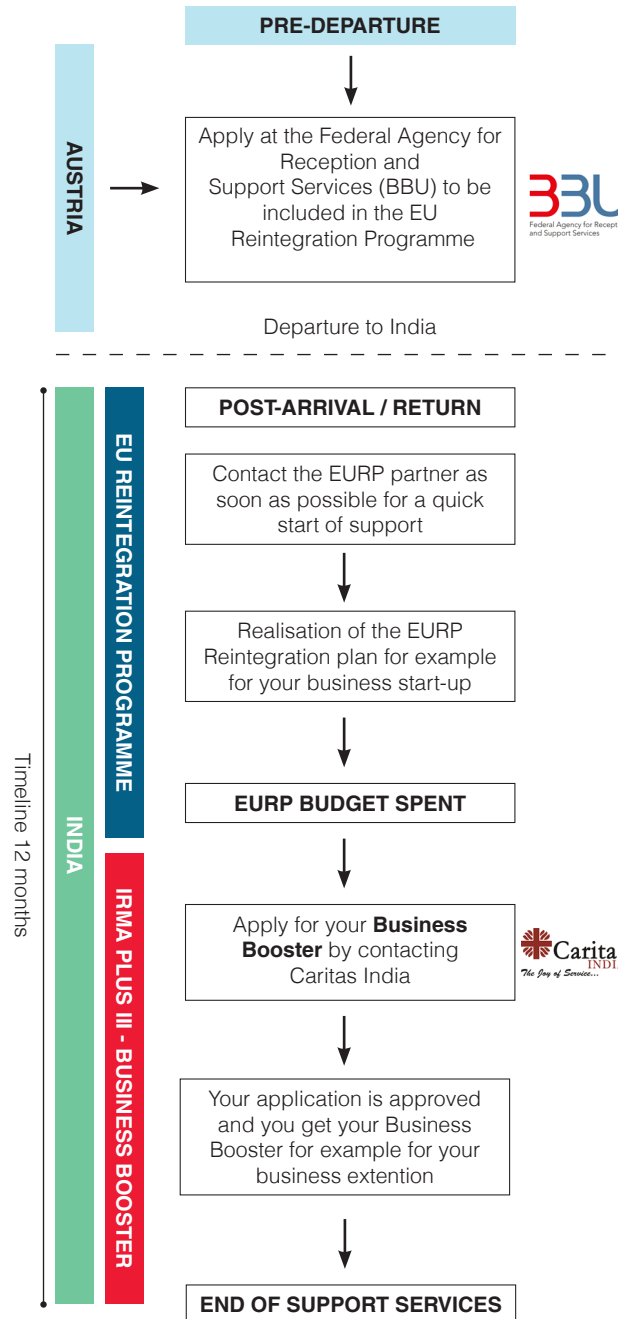 PRE-DEPARTURE
AUSTRIA
Apply at the Federal Agency for
Reception and
Support Services (BBU) to be
included in the EU
Reintegration Programme
BBU
Federal Agency for Recept
and Support Services
Departure to India
Timeline 12 months
INDIA
EU REINTEGRATION PROGRAMME
POST-ARRIVAL / RETURN
Contact the EURP partner as
soon as possible for a quick
start of support
Realisation of the EURP
Reintegration plan for example
for your business start-up
EURP BUDGET SPENT
IRMA PLUS III - BUSINESS BOOSTER
Apply for your Business
Booster by contacting
Caritas India
Carita
INDI
The Joy of Service...
Your application is approved
and you get your Business
Booster for example for your
business extention
END OF SUPPORT SERVICES